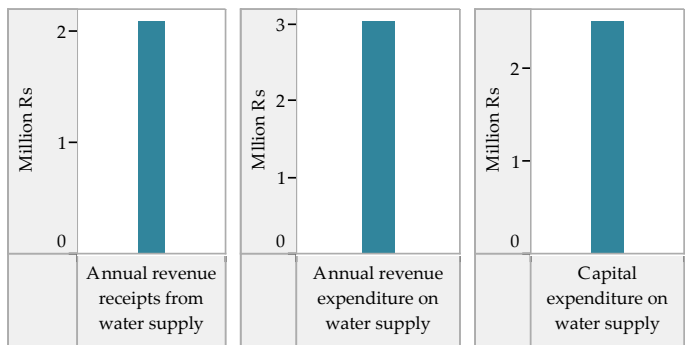 Million Rs
2
1
0
Annual revenue
receipts from
water supply
Mllion Rs
3
2
1
0
Annual revenue
expenditure on
water supply
Million Rs
2
1
0
Capital
expenditure on
water supply